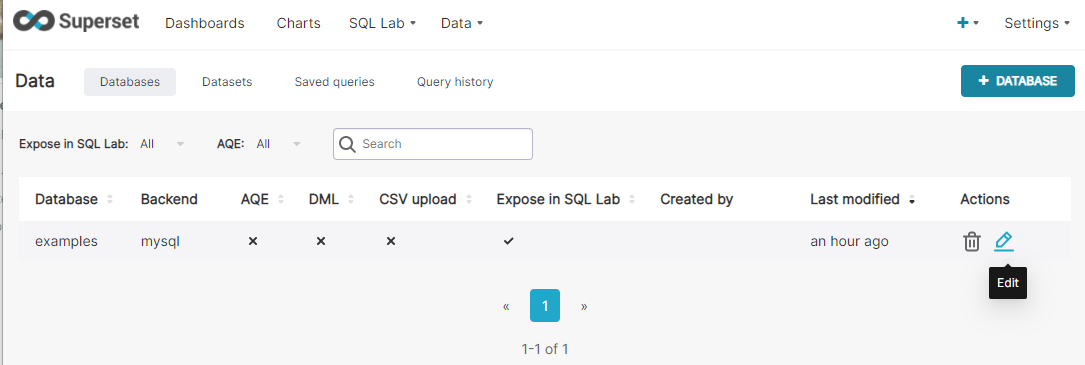 Superset Dashboards Charts SQL Lab Data + Settings
Data Databases Datasets Saved queries Query history + DATABASE
Expose in SQL Lab: All AQE: All Search
Database Backend AQE DML CSV upload Expose in SQL Lab Created by Last modified Actions
examples mysql an hour ago
Edit
« 1 »
1-1 of 1